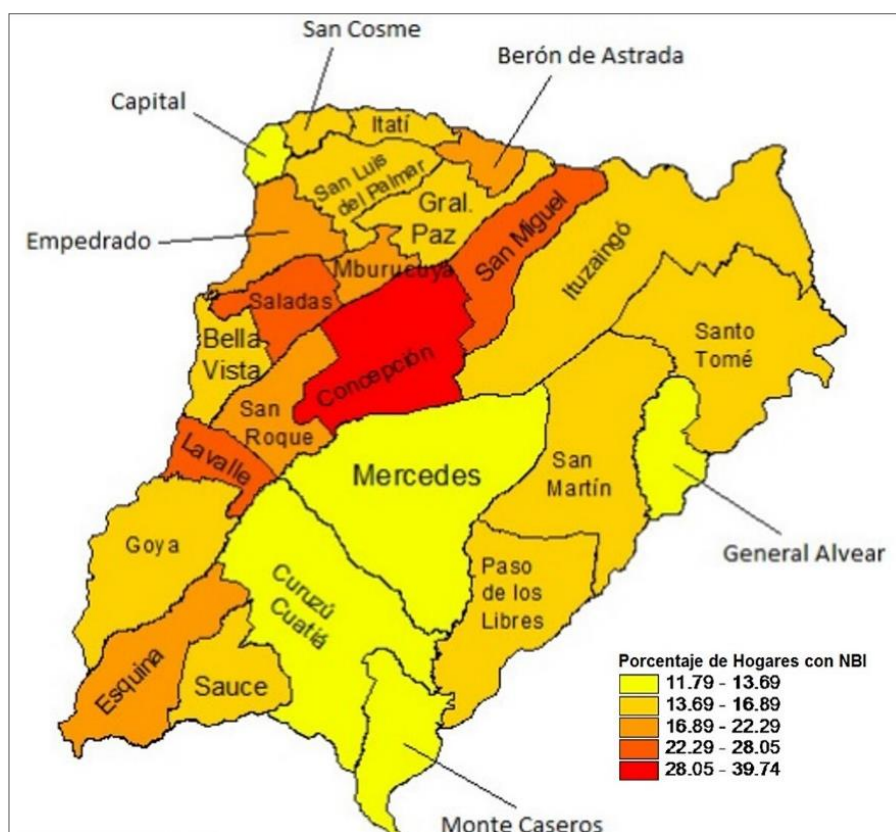 San Cosme
Berón de Astrada
Capital
Itatí
San Luis
del Palmar
Gral.
Paz
San Miguel
Empedrado
Mburucuya
Ituzaingó
Saladas
Santo
Tomé
Bella
Vista
Concepción
San
Roque
Lavalle
Mercedes
San
Martín
Goya
General Alvear
Curuzú
Cuatiá
Paso
de los
Libres
Esquina
Sauce
Porcentaje de Hogares con NBI
11.79 - 13.69
13.69 - 16.89
16.89 - 22.29
22.29 - 28.05
28.05 - 39.74
Monte Caseros